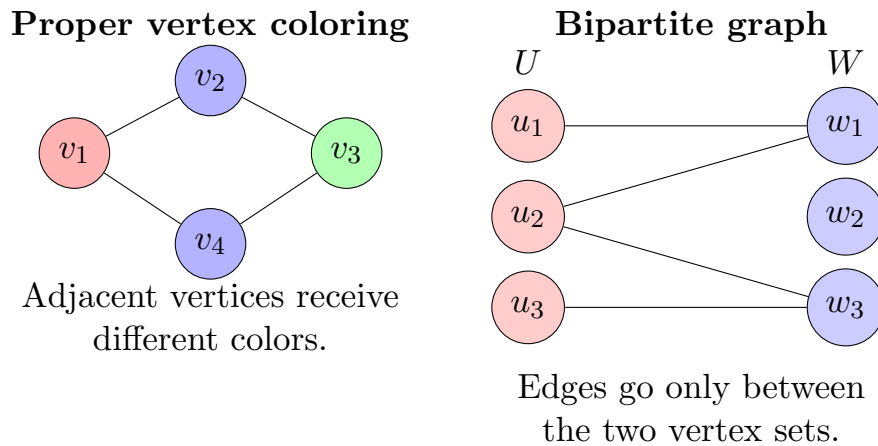 Proper vertex coloring
v₂
v₁
v₃
v₄
Adjacent vertices receive
different colors.
Bipartite graph
U W
u₁ w₁
u₂ w₂
u₃ w₃
Edges go only between
the two vertex sets.